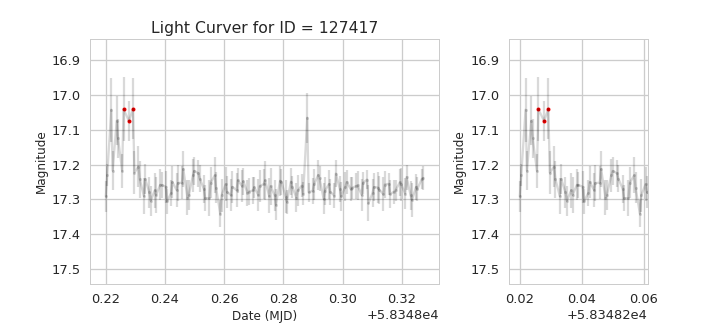 Light Curver for ID = 127417
Magnitude
16.9
17.0
17.1
17.2
17.3
17.4
17.5
0.22 0.24 0.26 0.28 0.30 0.32
Date (MJD)
+5.8348e4
Magnitude
16.9
17.0
17.1
17.2
17.3
17.4
17.5
0.02 0.04 0.06
+5.83482e4